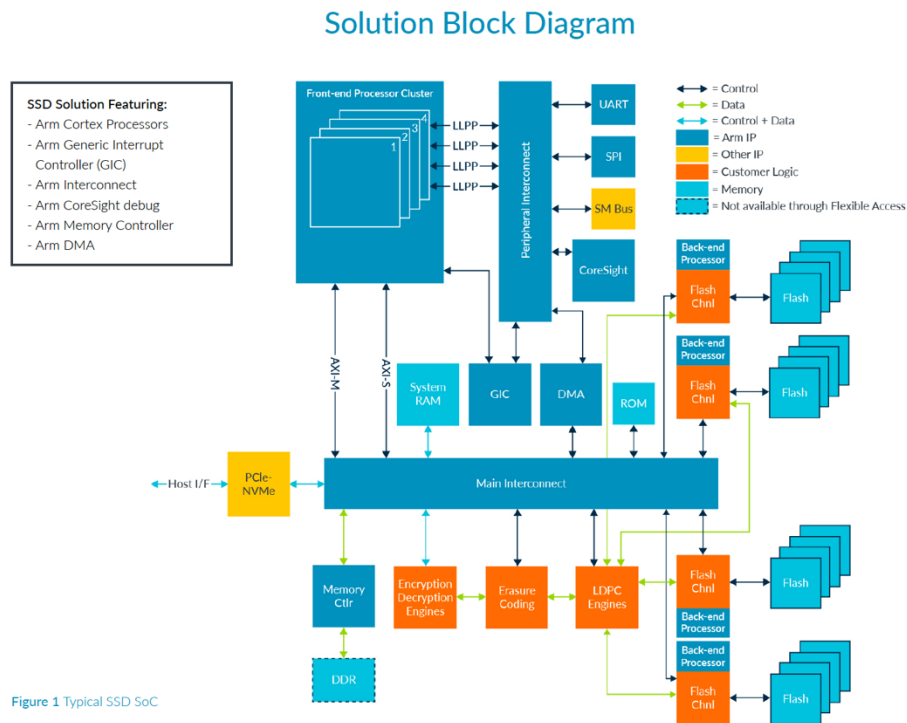 Solution Block Diagram
SSD Solution Featuring:
- Arm Cortex Processors
- Arm Generic Interrupt
Controller (GIC)
- Arm Interconnect
- Arm CoreSight debug
- Arm Memory Controller
- Arm DMA
Front-end Processor Cluster
4
3
2
1
LLPP
LLPP
LLPP
LLPP
Peripheral Interconnect
UART
SPI
SM Bus
CoreSight
= Control
= Data
= Control + Data
= Arm IP
= Other IP
= Customer Logic
= Memory
= Not available through Flexible Access
Back-end
Processor
Flash
Chnl
Flash
Back-end
Processor
Flash
Chnl
Flash
AXI-M
AXI-S
System
RAM
GIC
DMA
ROM
Host I/F
PCIe-
NVMe
Main Interconnect
Memory
Ctlr
Encryption
Decryption
Engines
Erasure
Coding
LDPC
Engines
Flash
Chnl
Back-end
Processor
Flash
Back-end
Processor
Flash
Chnl
Flash
DDR
Figure 1 Typical SSD SoC